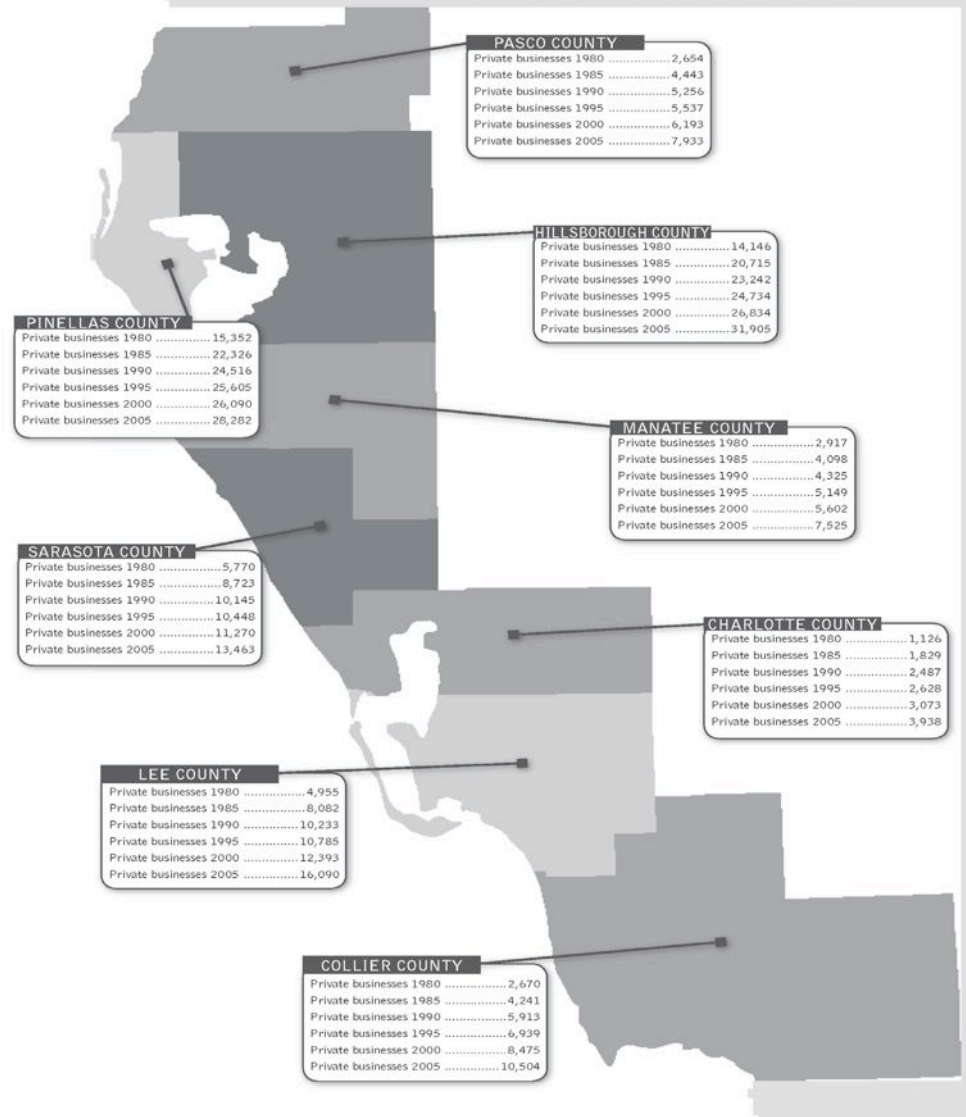 PASCO COUNTY
Private businesses 1980 .................2,654
Private businesses 1985 .................4,443
Private businesses 1990 .................5,256
Private businesses 1995 .................5,537
Private businesses 2000 .................6,193
Private businesses 2005 .................7,933
HILLSBOROUGH COUNTY
Private businesses 1980 ...............14,146
Private businesses 1985 ...............20,715
Private businesses 1990 ...............23,242
Private businesses 1995 ...............24,734
Private businesses 2000 ...............26,834
Private businesses 2005 ...............31,905
PINELLAS COUNTY
Private businesses 1980 ...............15,352
Private businesses 1985 ...............22,326
Private businesses 1990 ...............24,516
Private businesses 1995 ...............25,605
Private businesses 2000 ...............26,090
Private businesses 2005 ...............28,282
MANATEE COUNTY
Private businesses 1980 .................2,917
Private businesses 1985 .................4,098
Private businesses 1990 .................4,325
Private businesses 1995 .................5,149
Private businesses 2000 .................5,602
Private businesses 2005 .................7,525
SARASOTA COUNTY
Private businesses 1980 .................5,770
Private businesses 1985 .................8,723
Private businesses 1990 ...............10,145
Private businesses 1995 ...............10,448
Private businesses 2000 ...............11,270
Private businesses 2005 ...............13,463
CHARLOTTE COUNTY
Private businesses 1980 .................1,126
Private businesses 1985 .................1,829
Private businesses 1990 .................2,487
Private businesses 1995 .................2,628
Private businesses 2000 .................3,073
Private businesses 2005 .................3,938
LEE COUNTY
Private businesses 1980 .................4,955
Private businesses 1985 .................8,082
Private businesses 1990 ...............10,233
Private businesses 1995 ...............10,785
Private businesses 2000 ...............12,393
Private businesses 2005 ...............16,090
COLLIER COUNTY
Private businesses 1980 .................2,670
Private businesses 1985 .................4,241
Private businesses 1990 .................5,913
Private businesses 1995 .................6,939
Private businesses 2000 .................8,475
Private businesses 2005 ...............10,504